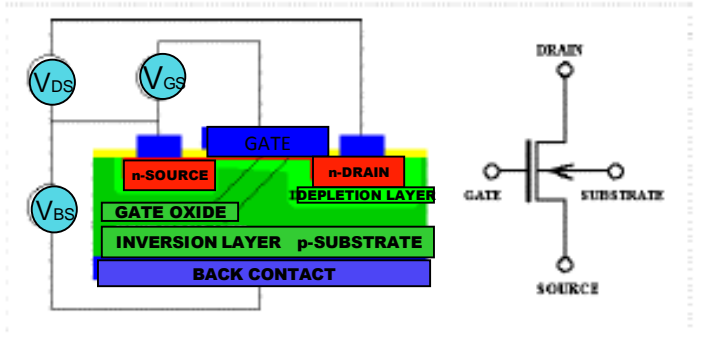 DRAIN
VDS
VGS
GATE
n-SOURCE
n-DRAIN
DEPLETION LAYER
GATE
SUBSTRATE
VBS
GATE OXIDE
INVERSION LAYER p-SUBSTRATE
BACK CONTACT
SOURCE